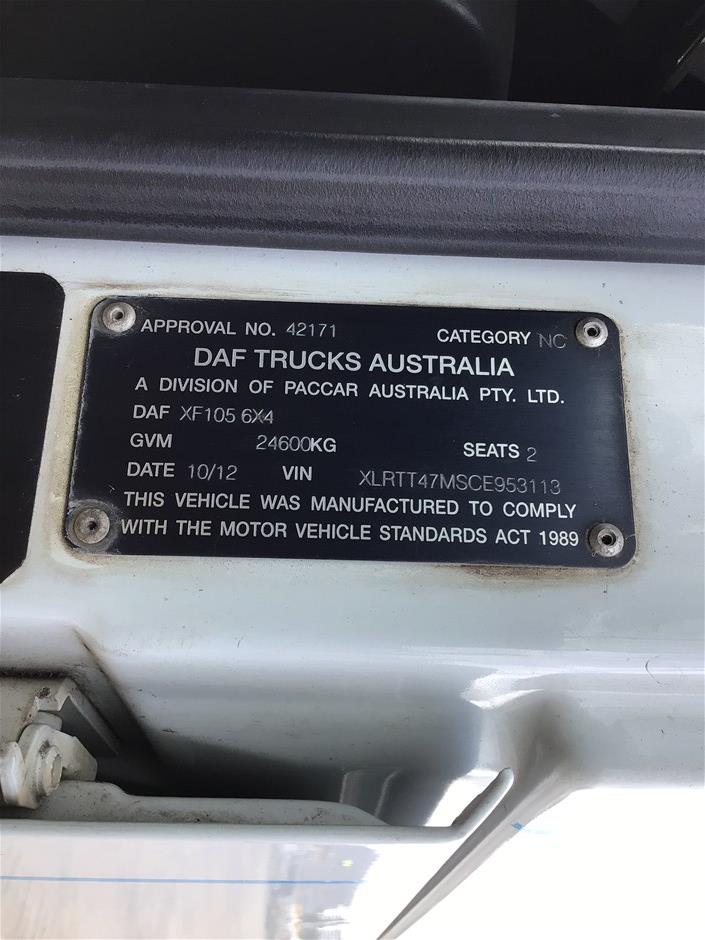 APPROVAL NO. 42171 CATEGORY NC
DAF TRUCKS AUSTRALIA
A DIVISION OF PACCAR AUSTRALIA PTY. LTD.
DAF XF105 6X4
GVM 24600KG SEATS 2
DATE 10/12 VIN XLRTT47MSCE953113
THIS VEHICLE WAS MANUFACTURED TO COMPLY
WITH THE MOTOR VEHICLE STANDARDS ACT 1989